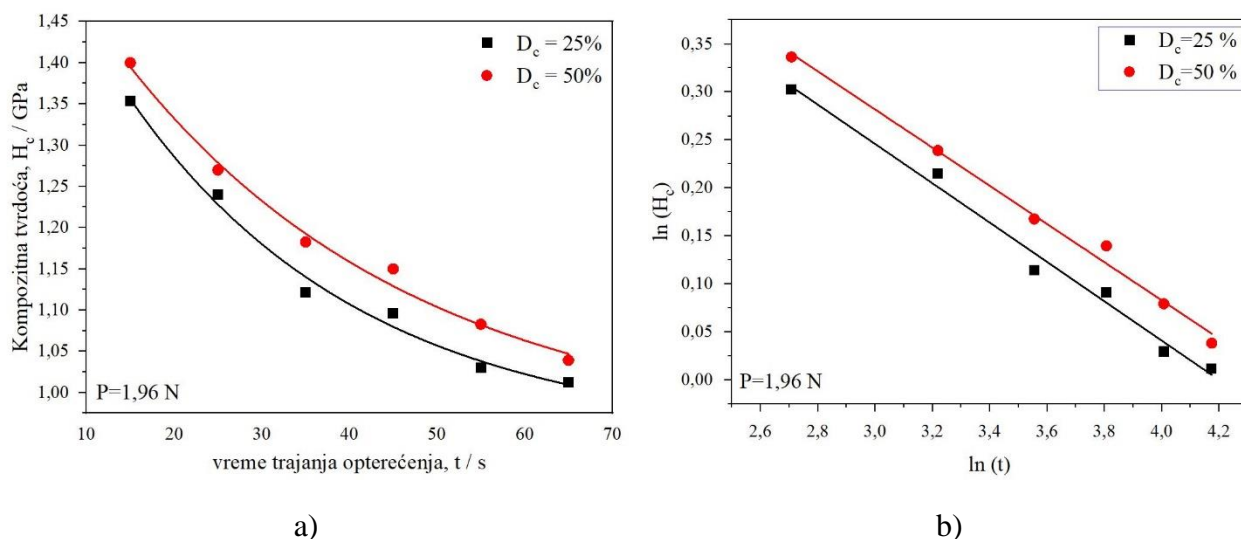 1,45
1,40
1,35
1,30
1,25
1,20
1,15
1,10
1,05
1,00
Kompozitna tvrdoća, H_c / GPa
D_c = 25%
D_c = 50%
P=1,96 N
10 20 30 40 50 60 70
vreme trajanja opterećenja, t / s
a)
0,35
0,30
0,25
0,20
0,15
0,10
0,05
0,00
ln (H_c)
D_c=25 %
D_c=50 %
P=1,96 N
2,6 2,8 3,0 3,2 3,4 3,6 3,8 4,0 4,2
ln (t)
b)